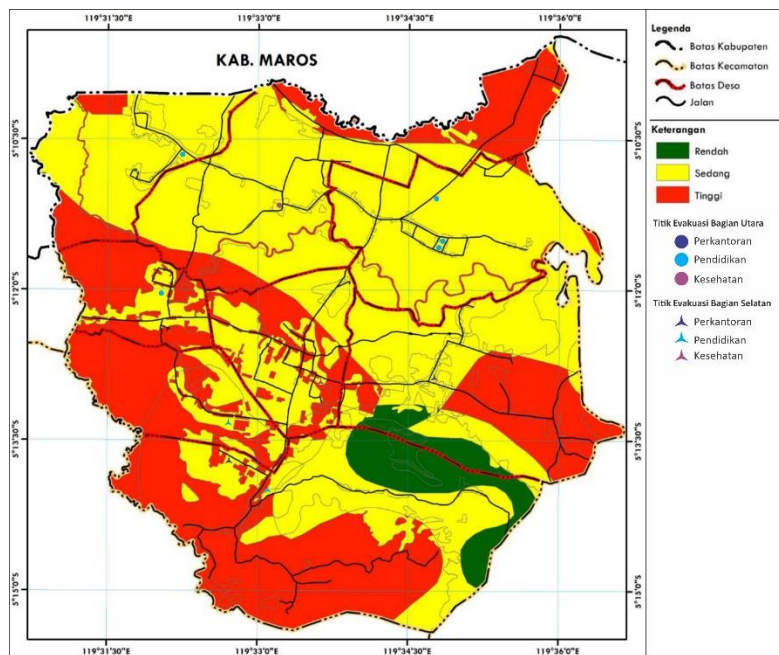 119°31'30"E 119°33'0"E 119°34'30"E 119°36'0"E
KAB. MAROS
5°10'30"S 5°10'30"S
5°12'0"S 5°12'0"S
5°13'30"S 5°13'30"S
5°15'0"S 5°15'0"S
119°31'30"E 119°33'0"E 119°34'30"E 119°36'0"E
Legenda
Batas Kabupaten
Batas Kecamatan
Batas Desa
Jalan
Keterangan
Rendah
Sedang
Tinggi
Titik Evakuasi Bagian Utara
Perkantoran
Pendidikan
Kesehatan
Titik Evakuasi Bagian Selatan
Perkantoran
Pendidikan
Kesehatan